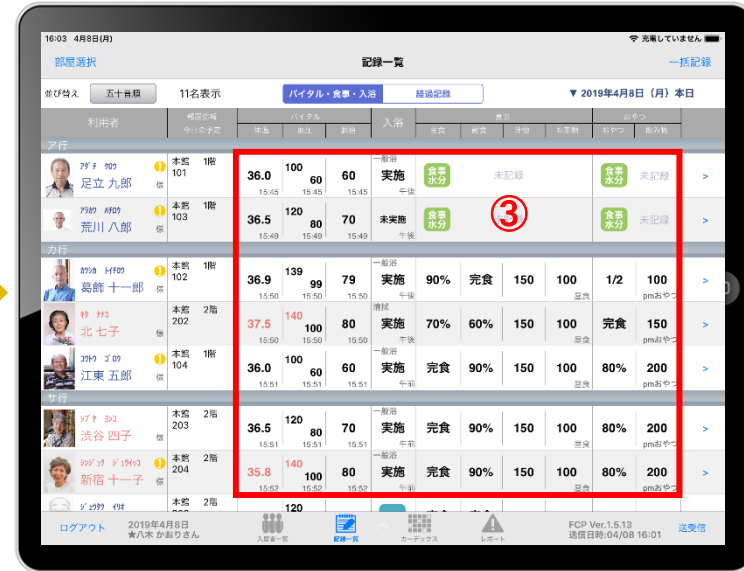 16:03 4月8日(月) 充電していません
部屋選択 記録一覧 一括記録
並び替え 五十音順 11名表示 バイタル・食事・入浴 経過記録 ▼ 2019年4月8日（月）本日
利用者 部屋情報 今日の予定 バイタル 体温 血圧 脈拍 入浴 食事 主食 副食 汁物 お茶類 おやつ おやつ 飲み物
ア行
ｱﾀﾞﾁ ｸﾛｳ 本館 1階 一般浴
足立 九郎 様 101 36.0 100 60 60 実施 食事水分 未記録 食事水分 未記録 >
15:45 15:45 15:45 午後
ｱﾗｶﾜ ﾊﾁﾛｳ 本館 1階
荒川 八郎 様 103 36.5 120 80 70 未実施 食事水分 ③ 食事水分 未記録 >
15:49 15:49 15:49 午後
カ行
本館 1階 一般浴
葛飾 十一郎 様 102 36.9 139 99 79 実施 90% 完食 150 100 1/2 100 >
15:50 15:50 15:50 午後 昼食 pmおやつ
ｷﾀ ﾅﾅｺ 本館 2階 清拭
北 七子 様 202 37.5 140 100 80 実施 70% 60% 150 100 完食 150 >
15:50 15:50 15:50 午後 昼食 pmおやつ
ｺｳﾄｳ ｺﾞﾛｳ 本館 1階 一般浴
江東 五郎 様 104 36.0 100 60 60 実施 完食 90% 150 100 80% 200 >
15:51 15:51 15:51 午前 昼食 pmおやつ
サ行
ｼﾌﾞﾔ ﾖﾝｺ 本館 2階 一般浴
渋谷 四子 様 203 36.5 120 80 70 実施 完食 90% 150 100 80% 200 >
15:51 15:51 15:51 午前 昼食 pmおやつ
ｼﾝｼﾞｭｸ ｼﾞｭｳｲﾁｺ 本館 2階 一般浴
新宿 十一子 様 204 35.8 140 100 80 実施 完食 90% 150 100 80% 200 >
15:52 15:52 15:52 午前 昼食 pmおやつ
本館 2階 120
ログアウト 2019年4月8日 ★八木 かおりさん 入居者一覧 記録一覧 カーデックス レポート FCP Ver.1.5.13 送信日時:04/08 16:01 送受信